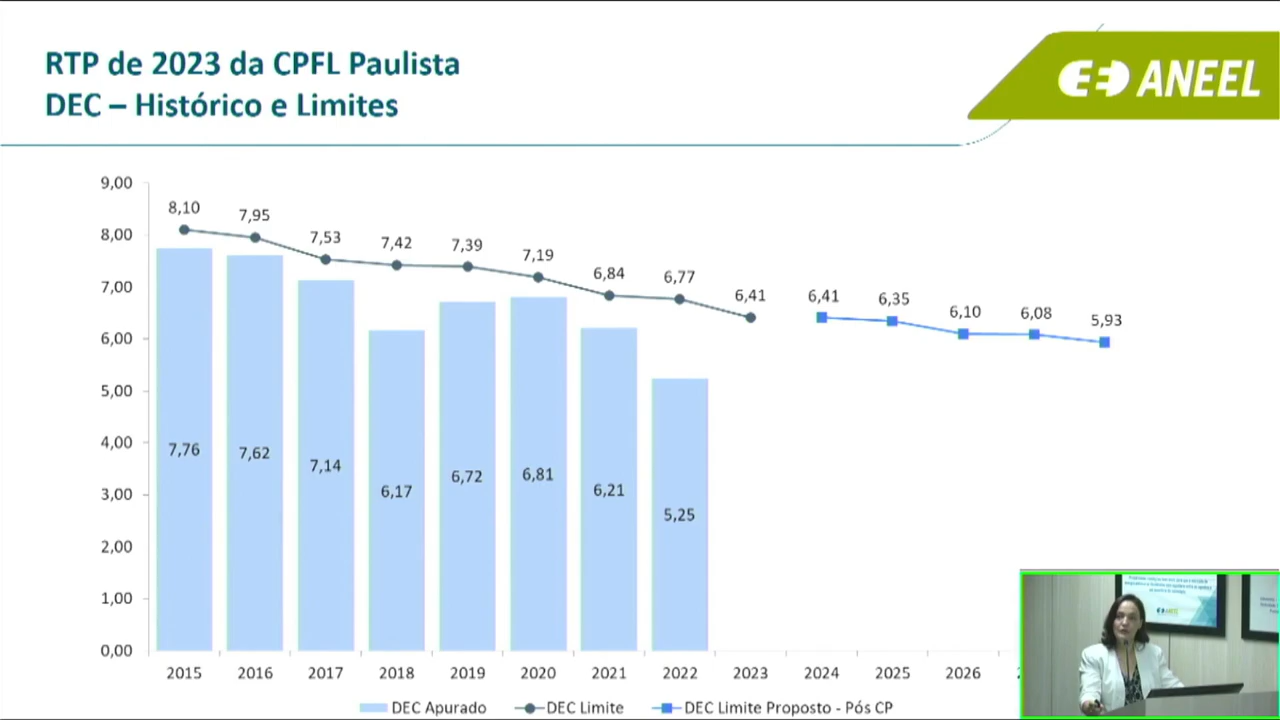 RTP de 2023 da CPFL Paulista
DEC – Histórico e Limites
ANEEL
9,00
8,00
7,00
6,00
5,00
4,00
3,00
2,00
1,00
0,00
8,10 7,95 7,53 7,42 7,39 7,19 6,84 6,77 6,41 6,41 6,35 6,10 6,08 5,93
7,76 7,62 7,14 6,17 6,72 6,81 6,21 5,25
2015 2016 2017 2018 2019 2020 2021 2022 2023 2024 2025 2026
DEC Apurado DEC Limite DEC Limite Proposto - Pós CP
ANEEL